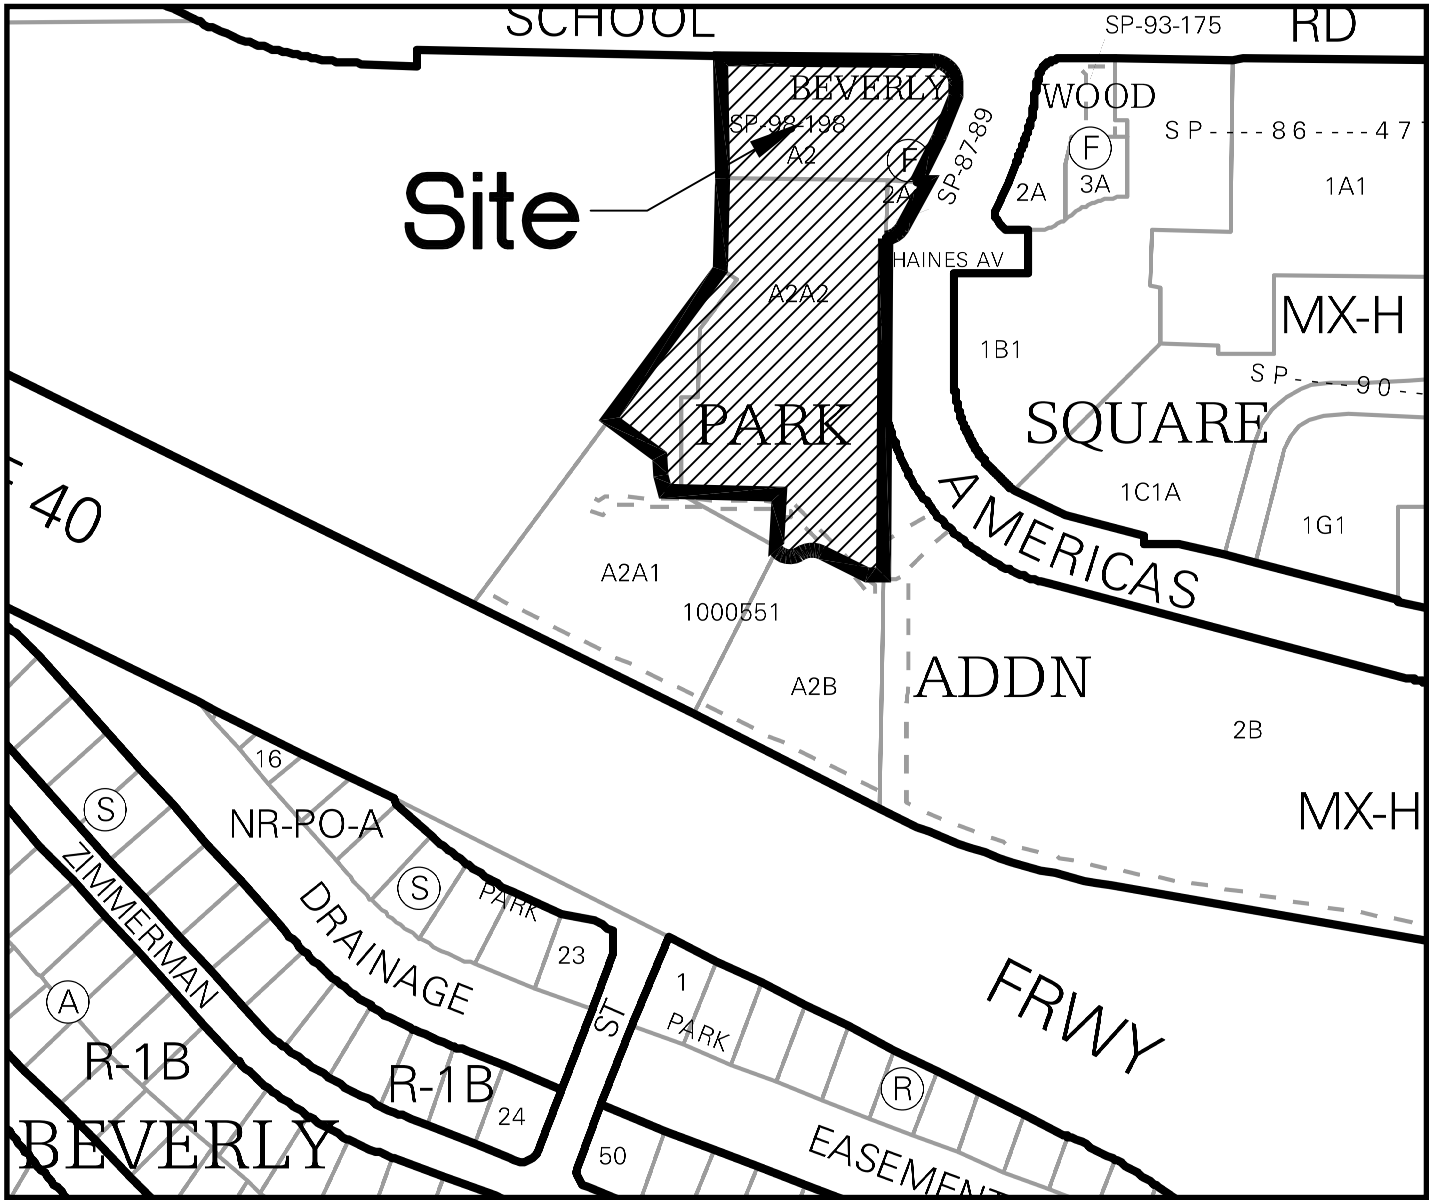 SCHOOL
SP-93-175
RD
BEVERLY
WOOD
SP-98-198
SP----86----47
A2
F
F
SP-87-89
2A
2A
3A
1A1
Site
HAINES AV
A2A2
MX-H
1B1
SP----90--
PARK
SQUARE
40
1C1A
AMERICAS
1G1
A2A1
1000551
A2B
ADDN
2B
16
MX-H
S
NR-PO-A
ZIMMERMAN
S
PARK
DRAINAGE
23
1
FRWY
A
ST
PARK
R-1B
R-1B
R
24
BEVERLY
50
EASEMENT